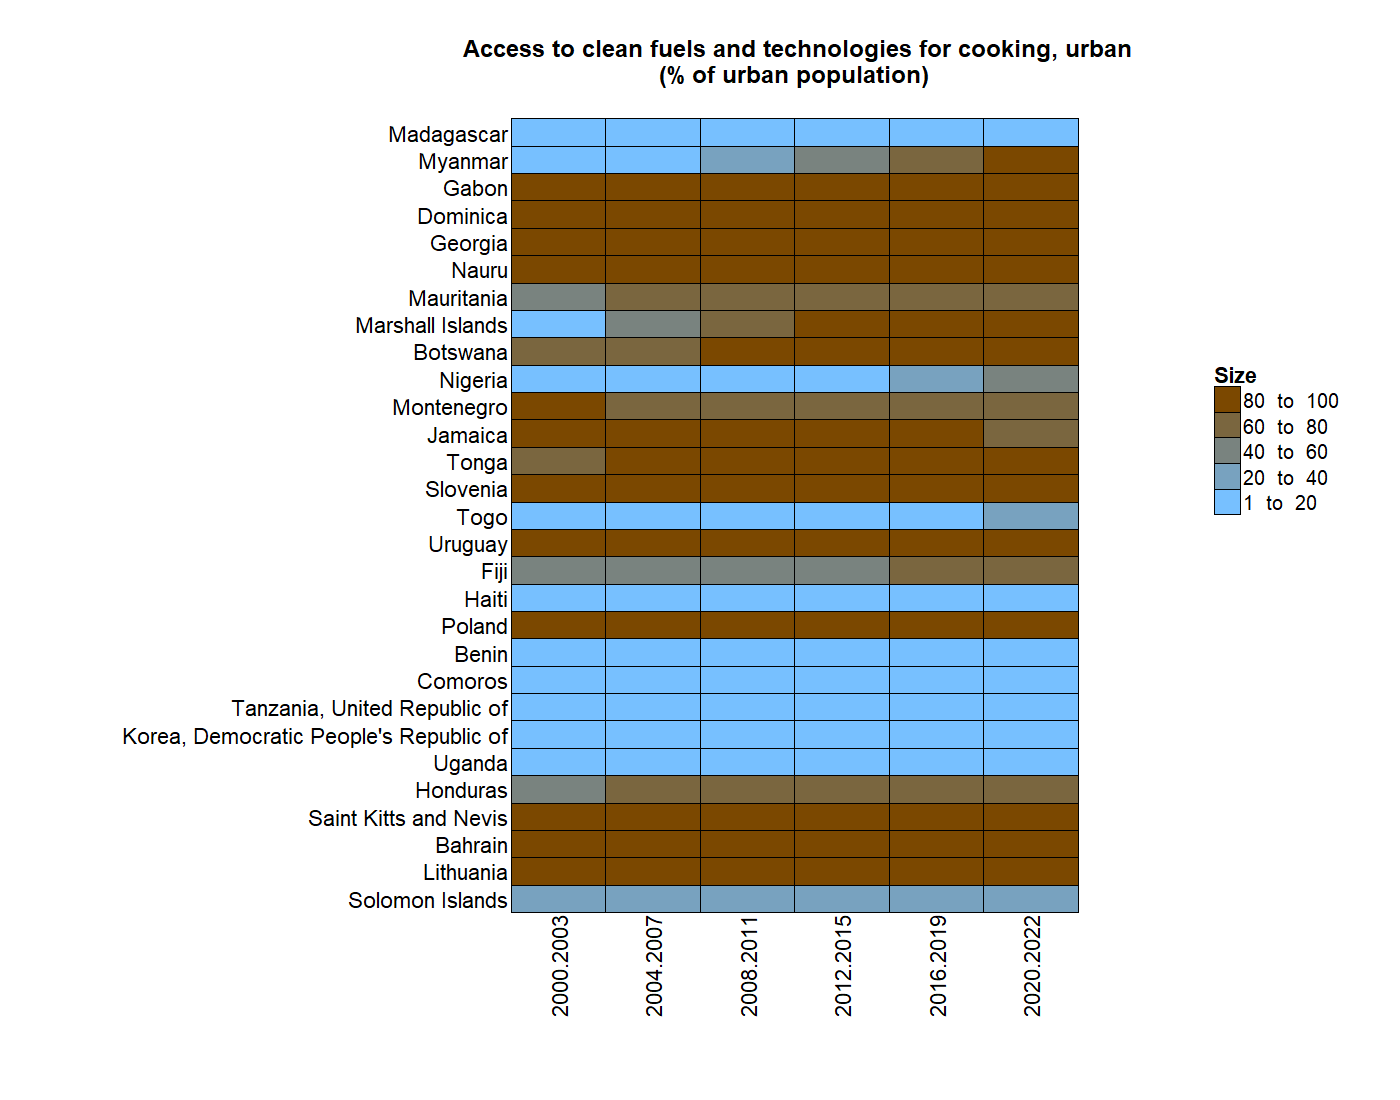 Access to clean fuels and technologies for cooking, urban
(% of urban population)
Madagascar
Myanmar
Gabon
Dominica
Georgia
Nauru
Mauritania
Marshall Islands
Botswana
Nigeria
Montenegro
Jamaica
Tonga
Slovenia
Togo
Uruguay
Fiji
Haiti
Poland
Benin
Comoros
Tanzania, United Republic of
Korea, Democratic People's Republic of
Uganda
Honduras
Saint Kitts and Nevis
Bahrain
Lithuania
Solomon Islands
2000.2003
2004.2007
2008.2011
2012.2015
2016.2019
2020.2022
Size
80 to 100
60 to 80
40 to 60
20 to 40
1 to 20